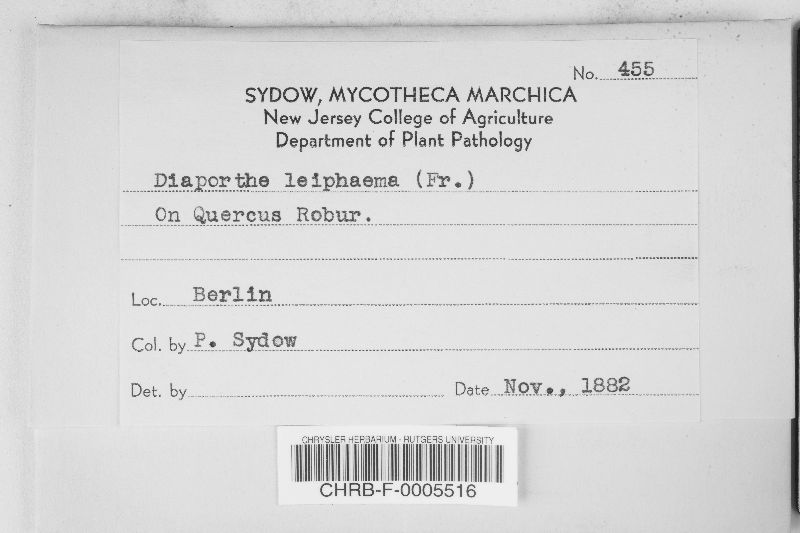 No. 455
SYDOW, MYCOTHECA MARCHICA
New Jersey College of Agriculture
Department of Plant Pathology
Diaporthe leiphaema (Fr.)
On Quercus Robur.
Loc. Berlin
Col. by P. Sydow
Det. by Date Nov., 1882
CHRYSLER HERBARIUM - RUTGERS UNIVERSITY
CHRB-F-0005516